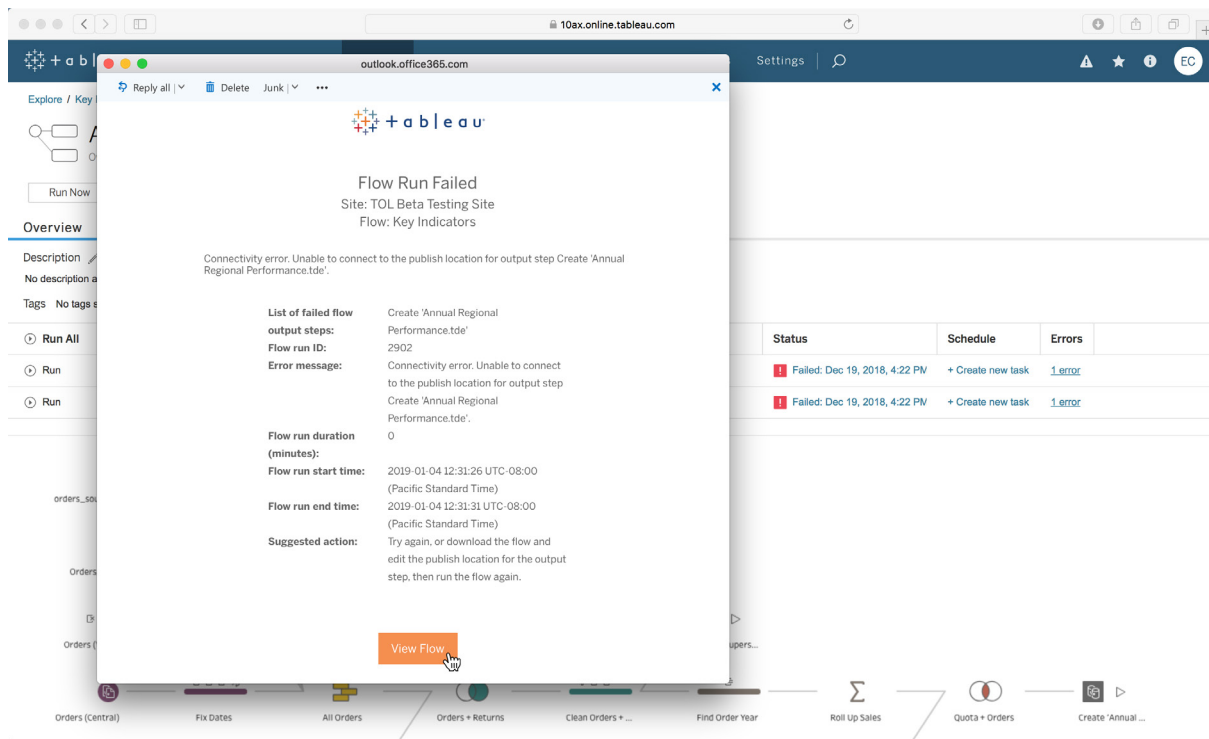 10ax.online.tableau.com
+ a b l
Settings
EC
outlook.office365.com
Reply all
Delete
Junk
Explore / Key
A
Run Now
Overview
Description
No description a
Tags No tags s
+ a b l e a u
Flow Run Failed
Site: TOL Beta Testing Site
Flow: Key Indicators
Connectivity error. Unable to connect to the publish location for output step Create 'Annual
Regional Performance.tde'.
List of failed flow
output steps:
Create 'Annual Regional
Performance.tde'
Flow run ID:
2902
Error message:
Connectivity error. Unable to connect
to the publish location for output step
Create 'Annual Regional
Performance.tde'.
Flow run duration
(minutes):
0
Flow run start time:
2019-01-04 12:31:26 UTC-08:00
(Pacific Standard Time)
Flow run end time:
2019-01-04 12:31:31 UTC-08:00
(Pacific Standard Time)
Suggested action:
Try again, or download the flow and
edit the publish location for the output
step, then run the flow again.
View Flow
Run All
Status
Schedule
Errors
Run
Failed: Dec 19, 2018, 4:22 PM
+ Create new task
1 error
Run
Failed: Dec 19, 2018, 4:22 PM
+ Create new task
1 error
orders_sou
Orders
Orders (
upers...
Orders (Central)
Fix Dates
All Orders
Orders + Returns
Clean Orders + ...
Find Order Year
Roll Up Sales
Quota + Orders
Create 'Annual ...